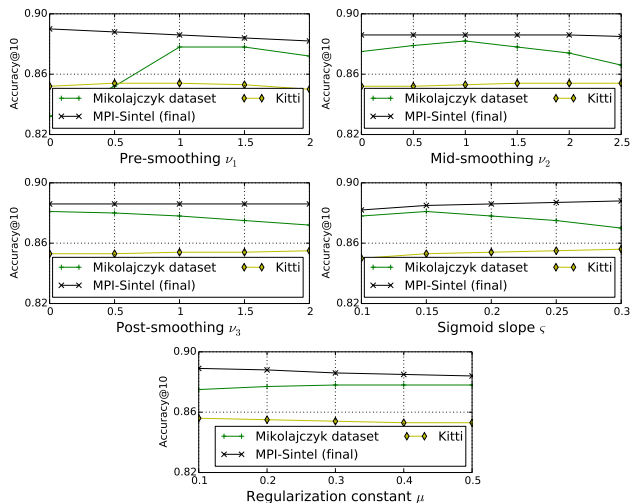 0.90
0.86
0.82
Accuracy@10
Mikolajczyk dataset
MPI-Sintel (final)
Kitti
0 0.5 1 1.5 2
Pre-smoothing ν1
0.90
0.86
0.82
Accuracy@10
Mikolajczyk dataset
MPI-Sintel (final)
Kitti
0 0.5 1 1.5 2 2.5
Mid-smoothing ν2
0.90
0.86
0.82
Accuracy@10
Mikolajczyk dataset
MPI-Sintel (final)
Kitti
0 0.5 1 1.5 2
Post-smoothing ν3
0.90
0.86
0.82
Accuracy@10
Mikolajczyk dataset
MPI-Sintel (final)
Kitti
0.1 0.15 0.2 0.25 0.3
Sigmoid slope ς
0.90
0.86
0.82
Accuracy@10
Mikolajczyk dataset
MPI-Sintel (final)
Kitti
0.1 0.2 0.3 0.4 0.5
Regularization constant μ